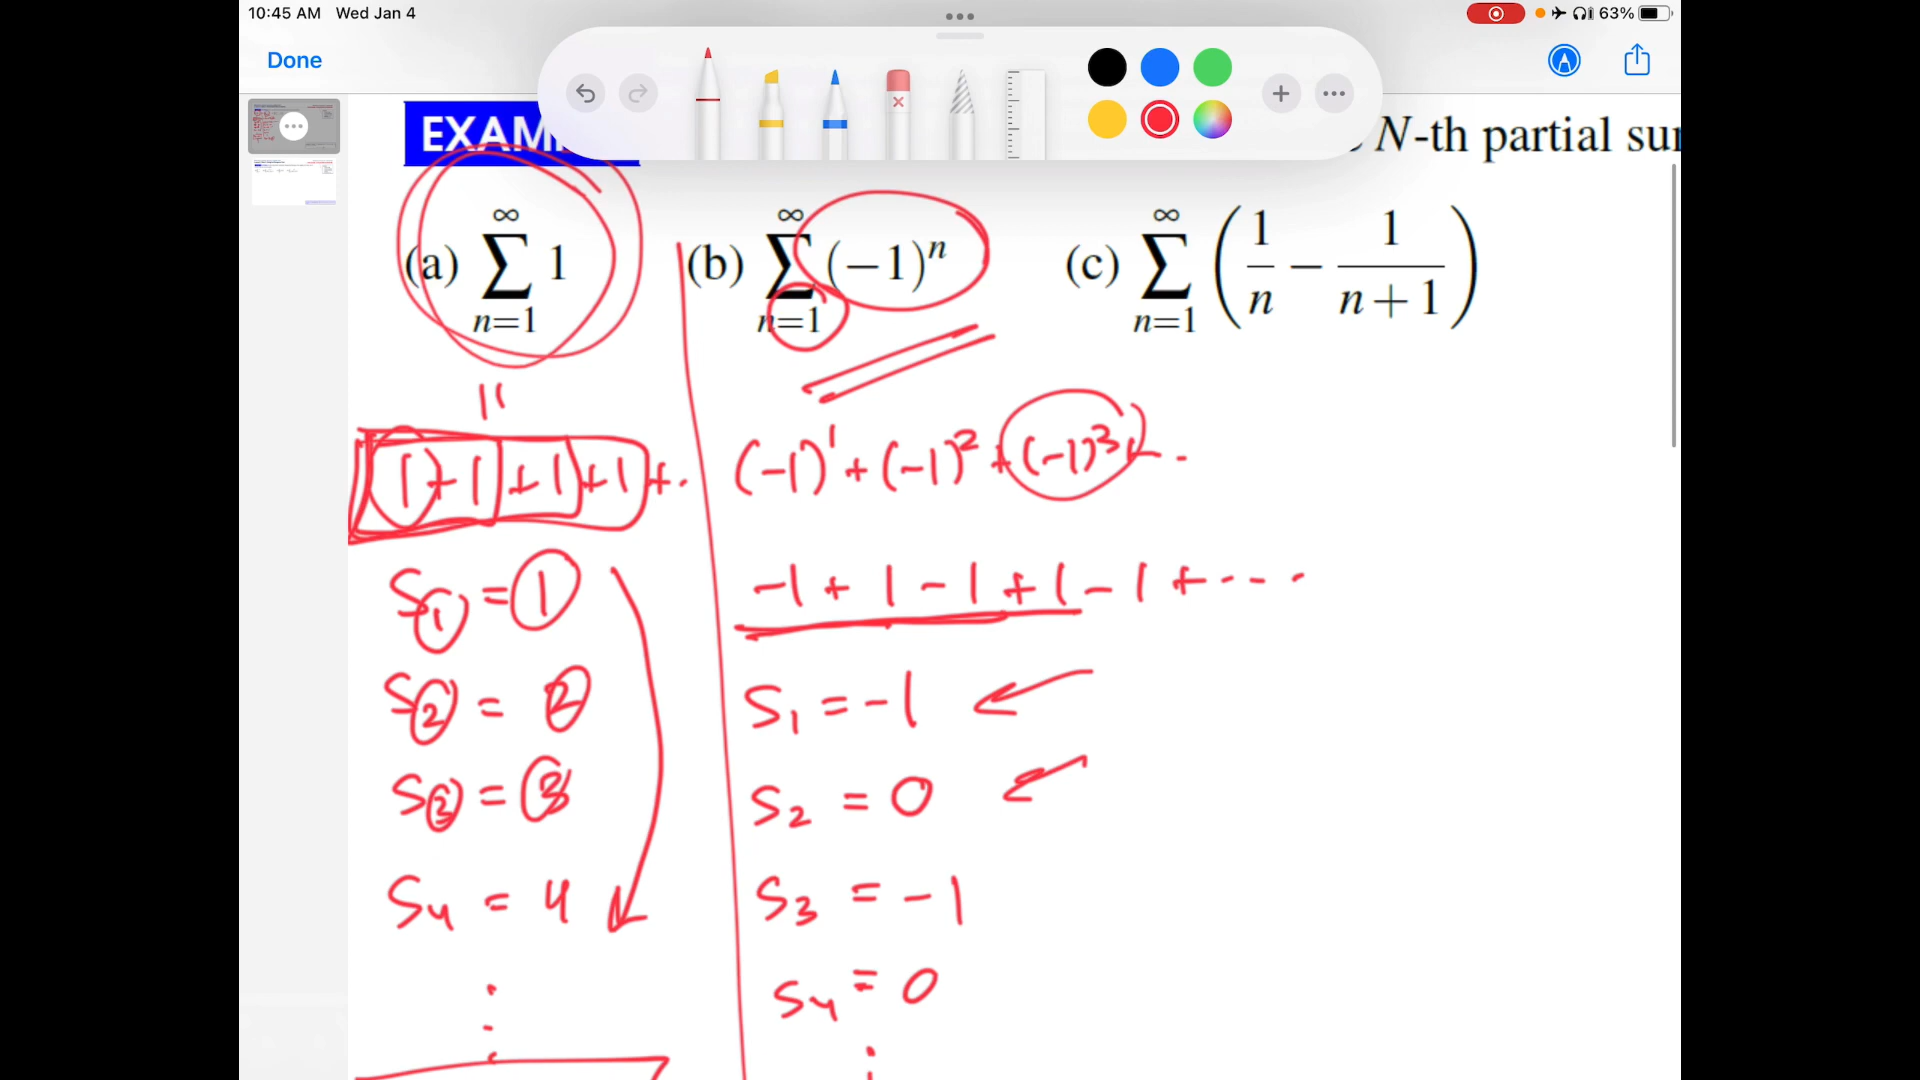 10:45 AM Wed Jan 4
63%
Done
EXAM N-th partial su
(a) ∞ ∑ n=1 1 (b) ∞ ∑ n=1 (−1)ⁿ (c) ∞ ∑ n=1 (1/n − 1/(n+1))
=
1+1+1+1+.. (-1)¹+(-1)²+(-1)³+..
-1+1-1+1-1+---·
S₁ = 1 S₁ = -1
S₂ = 2 S₂ = 0
S₃ = 3 S₃ = -1
S₄ = 4 S₄ = 0